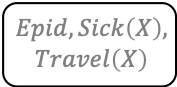 Epid, Sick(X),
Travel(X)